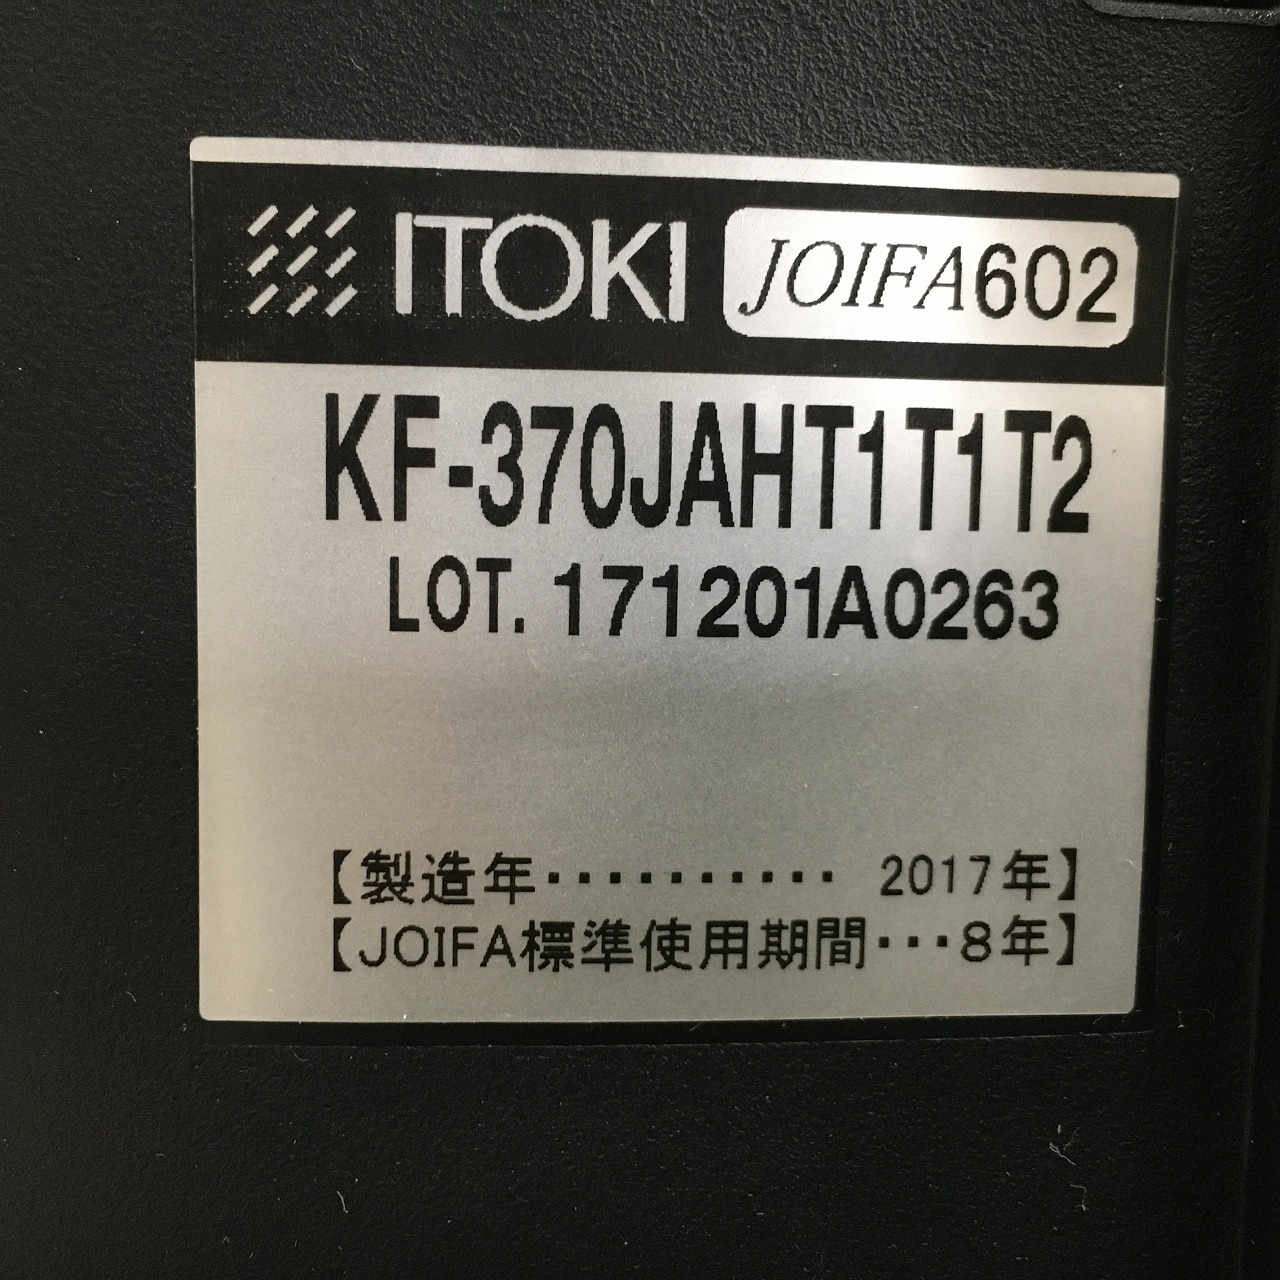 ITOKI JOIFA602
KF-370JAHT1T1T2
LOT. 171201A0263
【製造年・・・・・・・・・・ 2017年】
【JOIFA標準使用期間・・・8年】